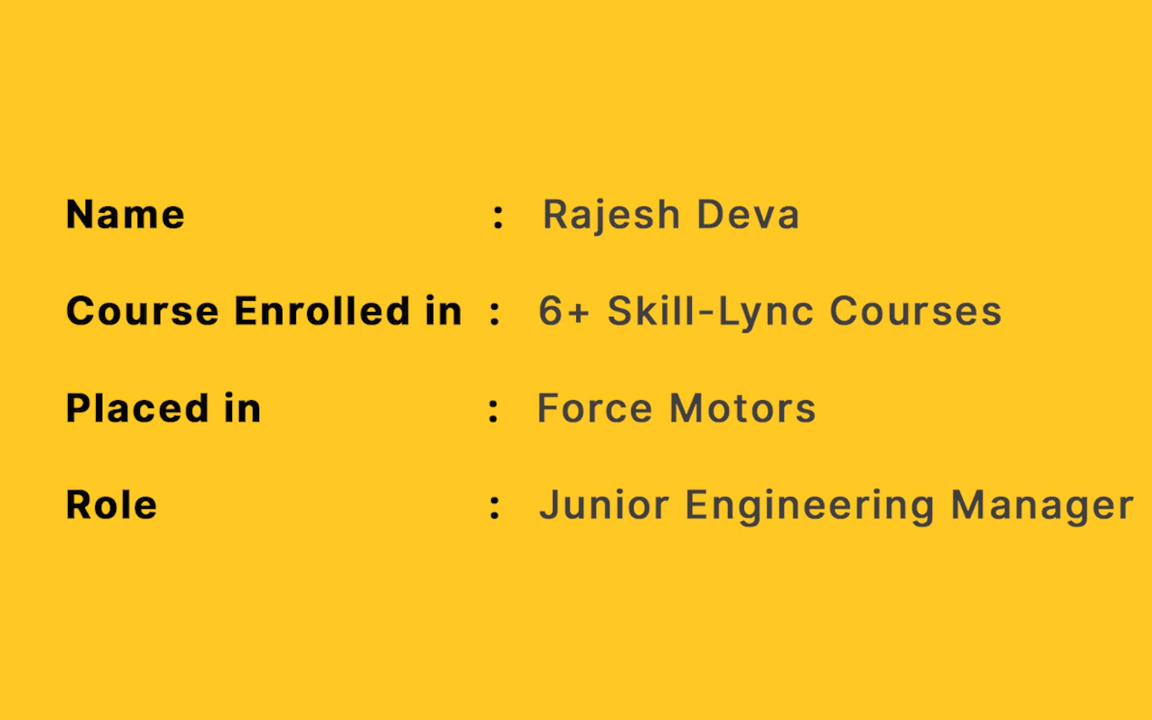 Name : Rajesh Deva
Course Enrolled in : 6+ Skill-Lync Courses
Placed in : Force Motors
Role : Junior Engineering Manager